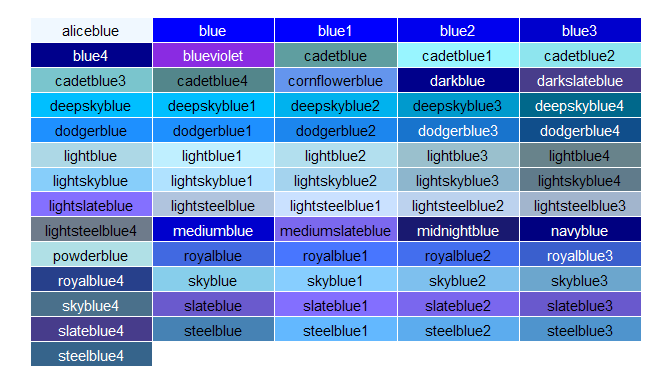 aliceblue blue blue1 blue2 blue3
blue4 blueviolet cadetblue cadetblue1 cadetblue2
cadetblue3 cadetblue4 cornflowerblue darkblue darkslateblue
deepskyblue deepskyblue1 deepskyblue2 deepskyblue3 deepskyblue4
dodgerblue dodgerblue1 dodgerblue2 dodgerblue3 dodgerblue4
lightblue lightblue1 lightblue2 lightblue3 lightblue4
lightskyblue lightskyblue1 lightskyblue2 lightskyblue3 lightskyblue4
lightslateblue lightsteelblue lightsteelblue1 lightsteelblue2 lightsteelblue3
lightsteelblue4 mediumblue mediumslateblue midnightblue navyblue
powderblue royalblue royalblue1 royalblue2 royalblue3
royalblue4 skyblue skyblue1 skyblue2 skyblue3
skyblue4 slateblue slateblue1 slateblue2 slateblue3
slateblue4 steelblue steelblue1 steelblue2 steelblue3
steelblue4